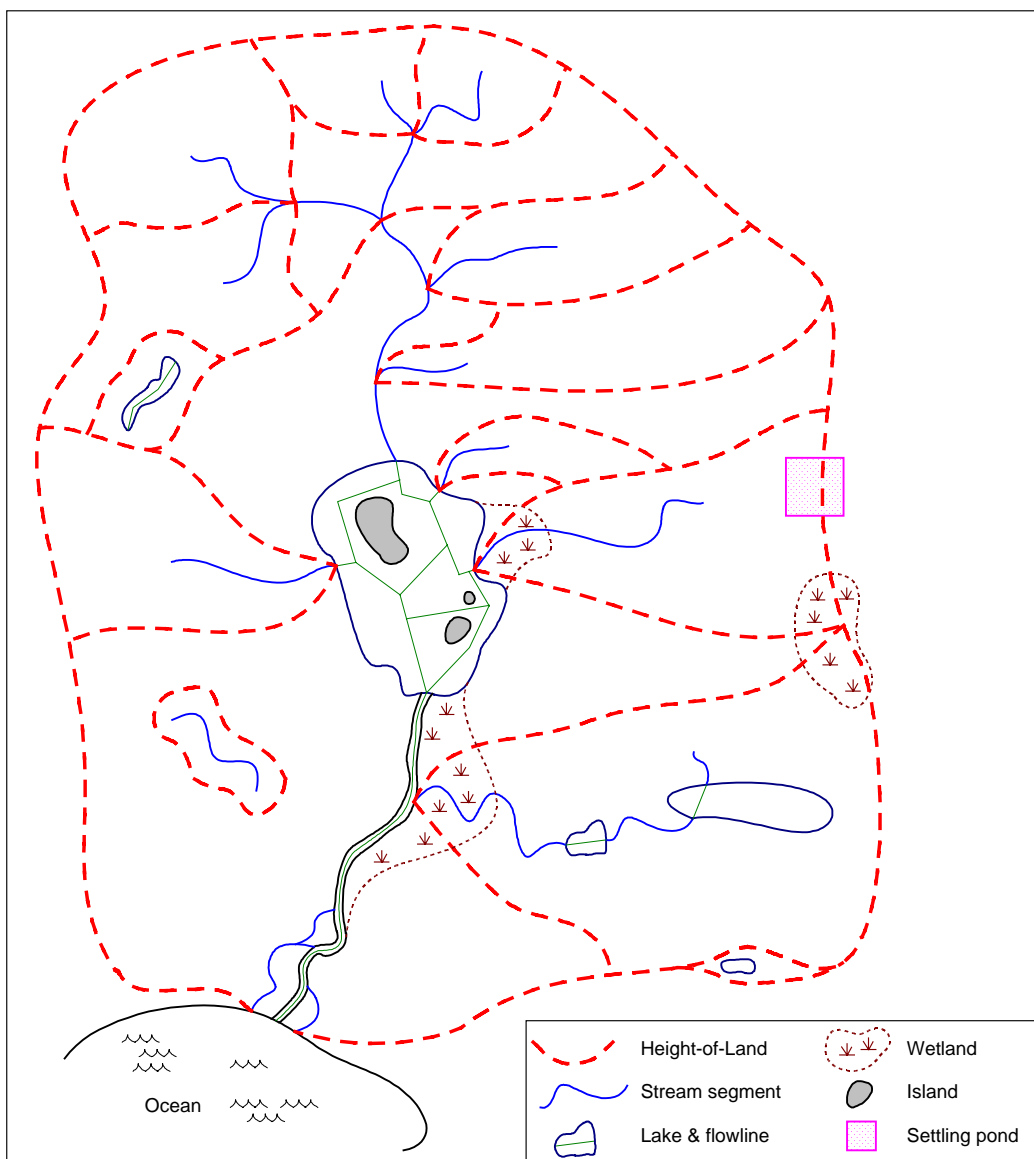 Ocean
Height-of-Land
Wetland
Stream segment
Island
Lake & flowline
Settling pond